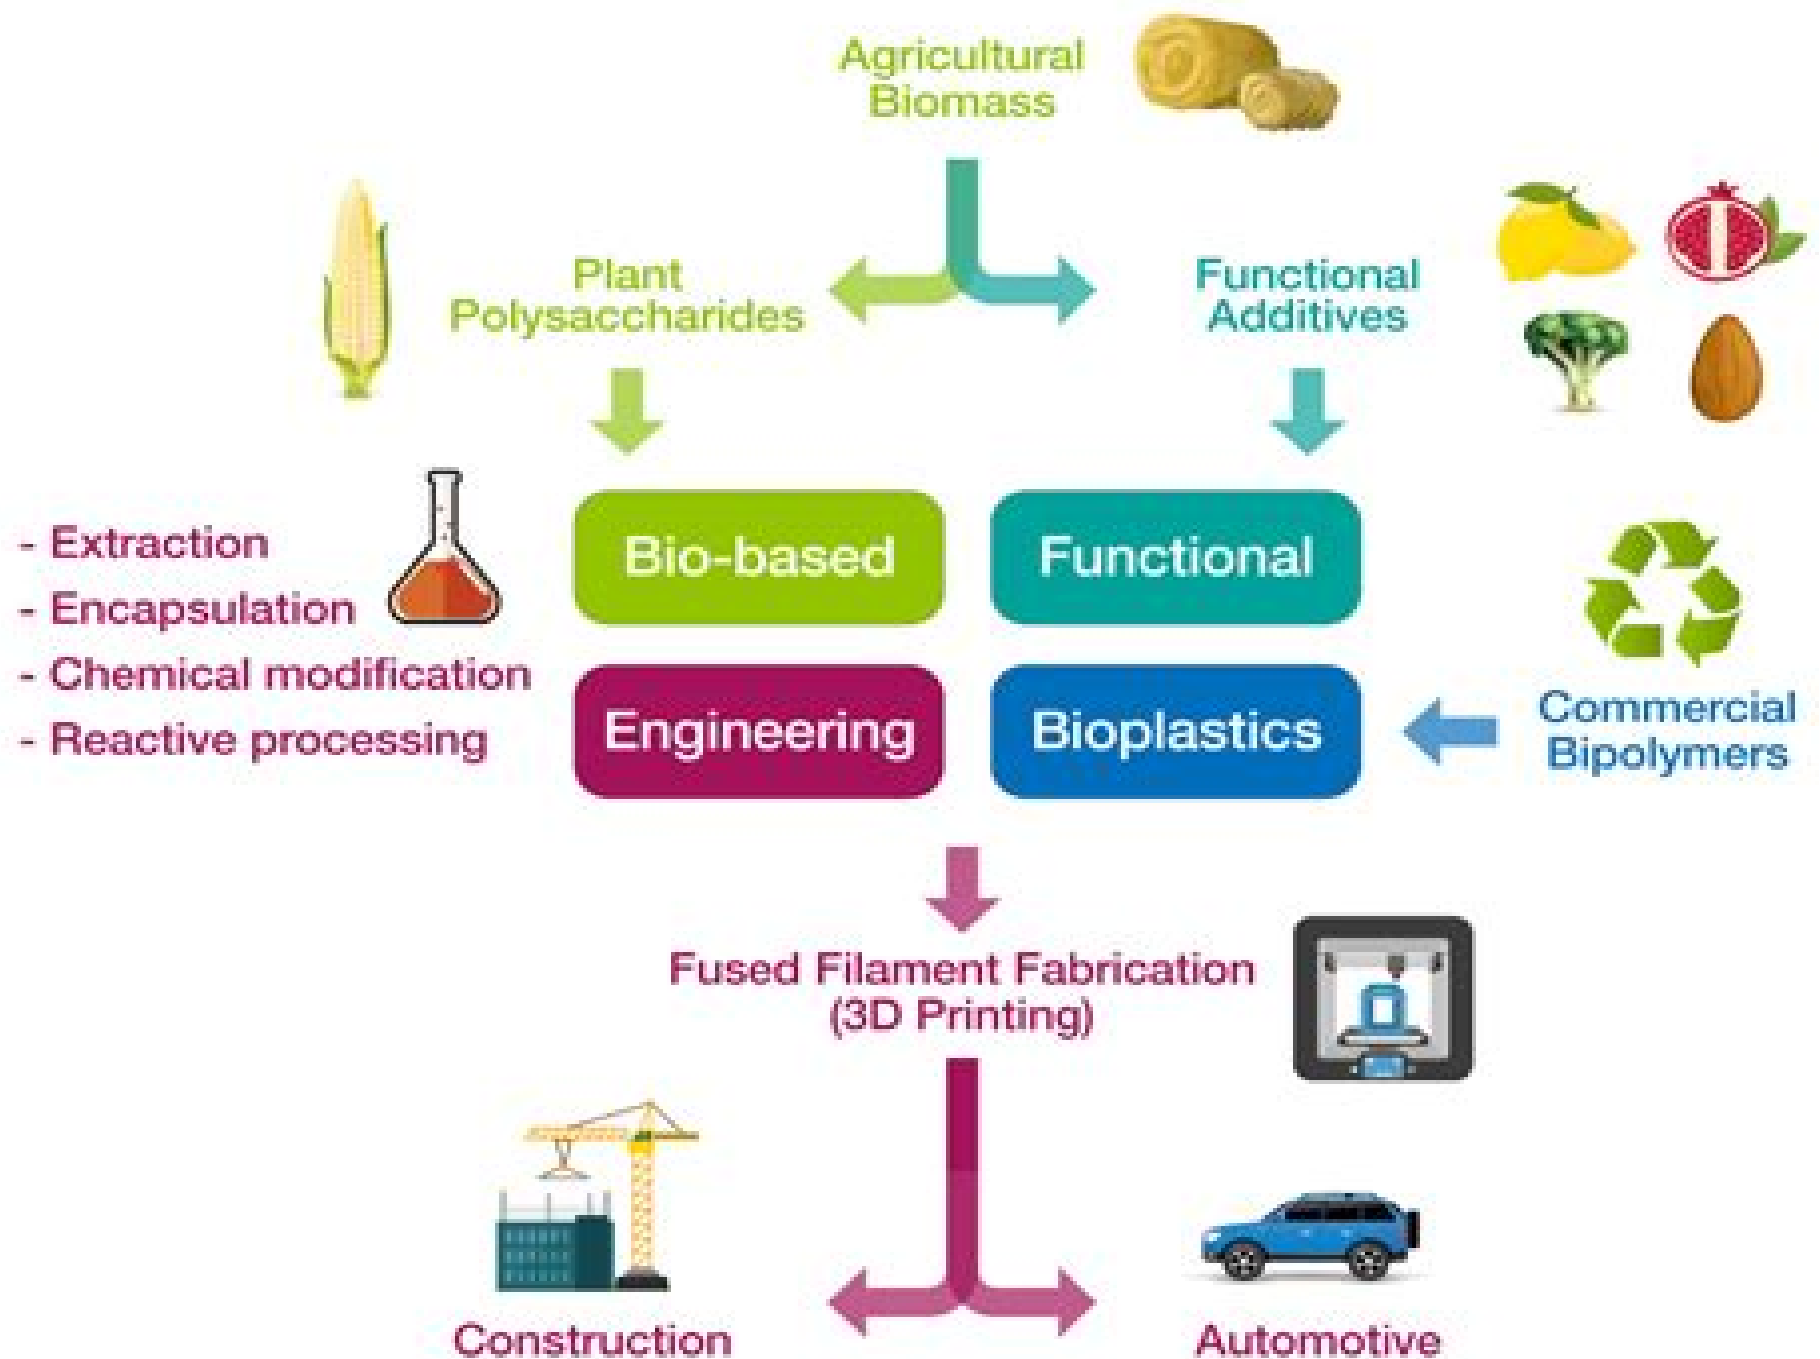 Agricultural
Biomass
Plant
Polysaccharides
Functional
Additives
- Extraction
- Encapsulation
- Chemical modification
- Reactive processing
Bio-based
Functional
Engineering
Bioplastics
Commercial
Bipolymers
Fused Filament Fabrication
(3D Printing)
Construction
Automotive